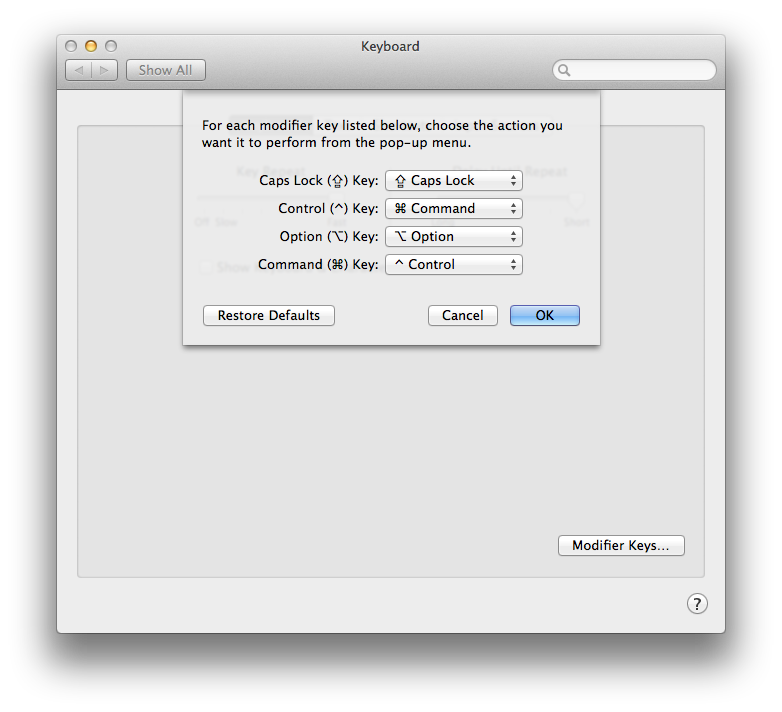 Keyboard
Show All
For each modifier key listed below, choose the action you
want it to perform from the pop-up menu.
Caps Lock (⇪) Key: ⇪ Caps Lock
Control (^) Key: ⌘ Command
Option (⌥) Key: ⌥ Option
Command (⌘) Key: ^ Control
Restore Defaults Cancel OK
Modifier Keys...
?